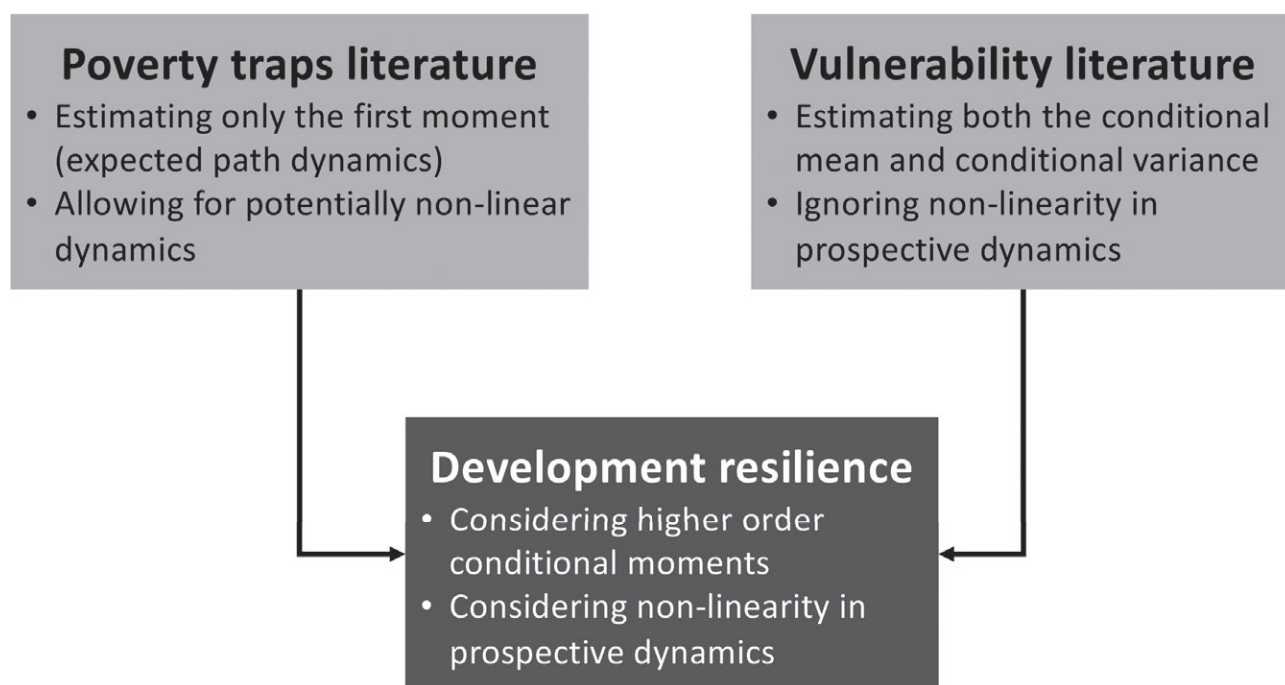 Poverty traps literature
• Estimating only the first moment
(expected path dynamics)
• Allowing for potentially non-linear
dynamics
Vulnerability literature
• Estimating both the conditional
mean and conditional variance
• Ignoring non-linearity in
prospective dynamics
Development resilience
• Considering higher order
conditional moments
• Considering non-linearity in
prospective dynamics